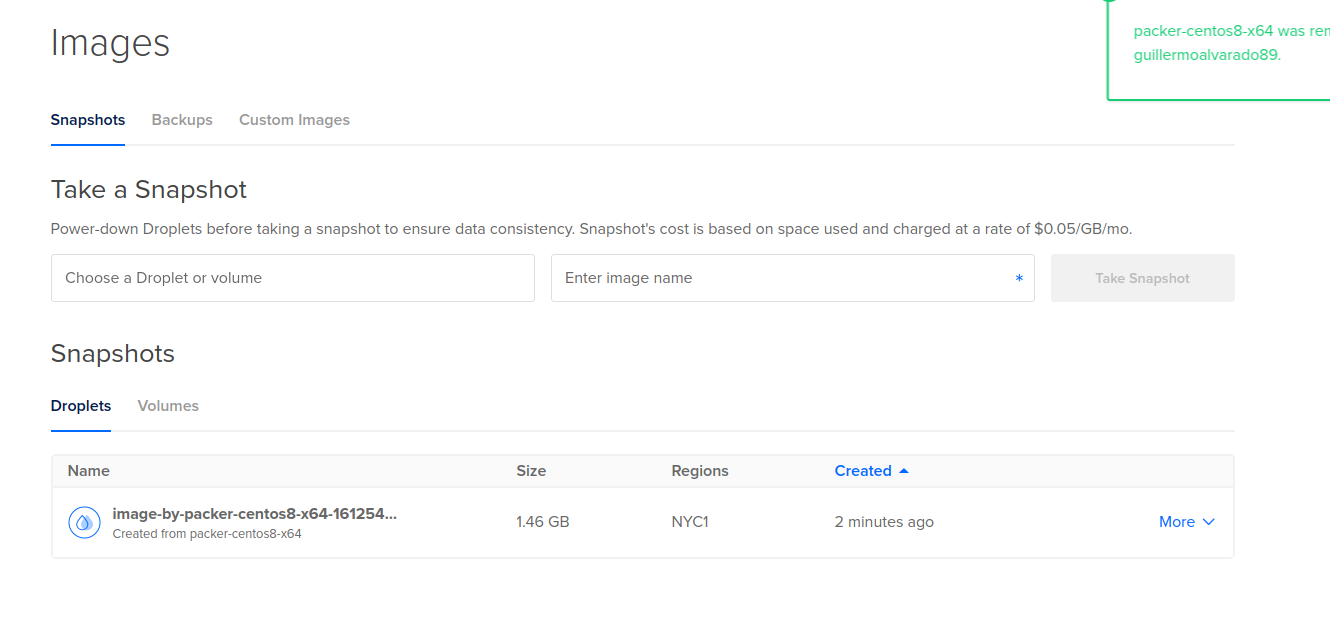 Images
packer-centos8-x64 was
guillermoalvarado89.
Snapshots Backups Custom Images
Take a Snapshot
Power-down Droplets before taking a snapshot to ensure data consistency. Snapshot's cost is based on space used and charged at a rate of $0.05/GB/mo.
Choose a Droplet or volume
Enter image name *
Take Snapshot
Snapshots
Droplets Volumes
Name Size Regions Created
image-by-packer-centos8-x64-161254... 1.46 GB NYC1 2 minutes ago More
Created from packer-centos8-x64